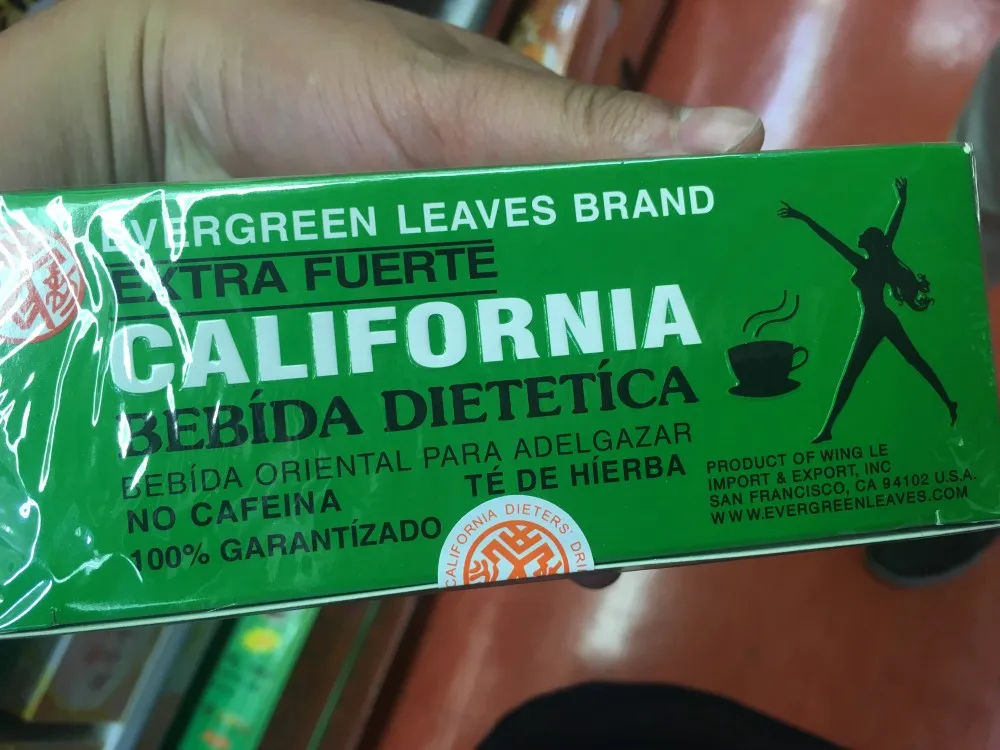 EVERGREEN LEAVES BRAND
EXTRA FUERTE
CALIFORNIA
BEBÍDA DIETETÍCA
BEBÍDA ORIENTAL PARA ADELGAZAR
NO CAFEINA
TÉ DE HÍERBA
100% GARANTÍZADO
PRODUCT OF WING LE
IMPORT & EXPORT, INC
SAN FRANCISCO, CA 94102 U.S.A.
WWW.EVERGREENLEAVES.COM
CALIFORNIA DIETERS' DRI